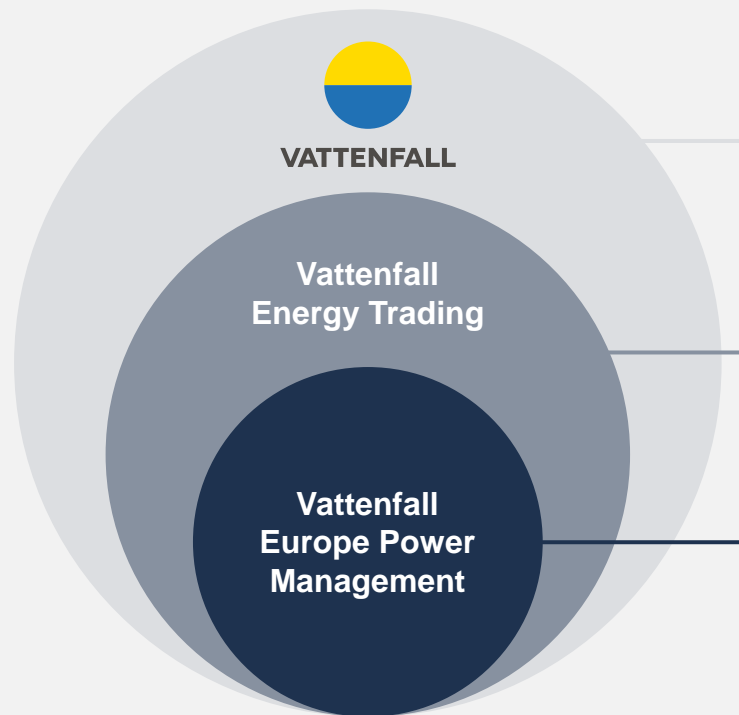 VATTENFALL
Vattenfall
Energy Trading
Vattenfall
Europe Power
Management